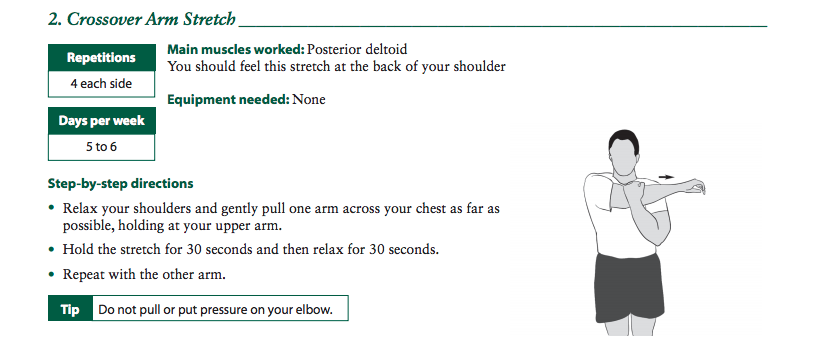 2. Crossover Arm Stretch
Repetitions
4 each side
Days per week
5 to 6
Main muscles worked: Posterior deltoid
You should feel this stretch at the back of your shoulder
Equipment needed: None
Step-by-step directions
• Relax your shoulders and gently pull one arm across your chest as far as
possible, holding at your upper arm.
• Hold the stretch for 30 seconds and then relax for 30 seconds.
• Repeat with the other arm.
Tip Do not pull or put pressure on your elbow.